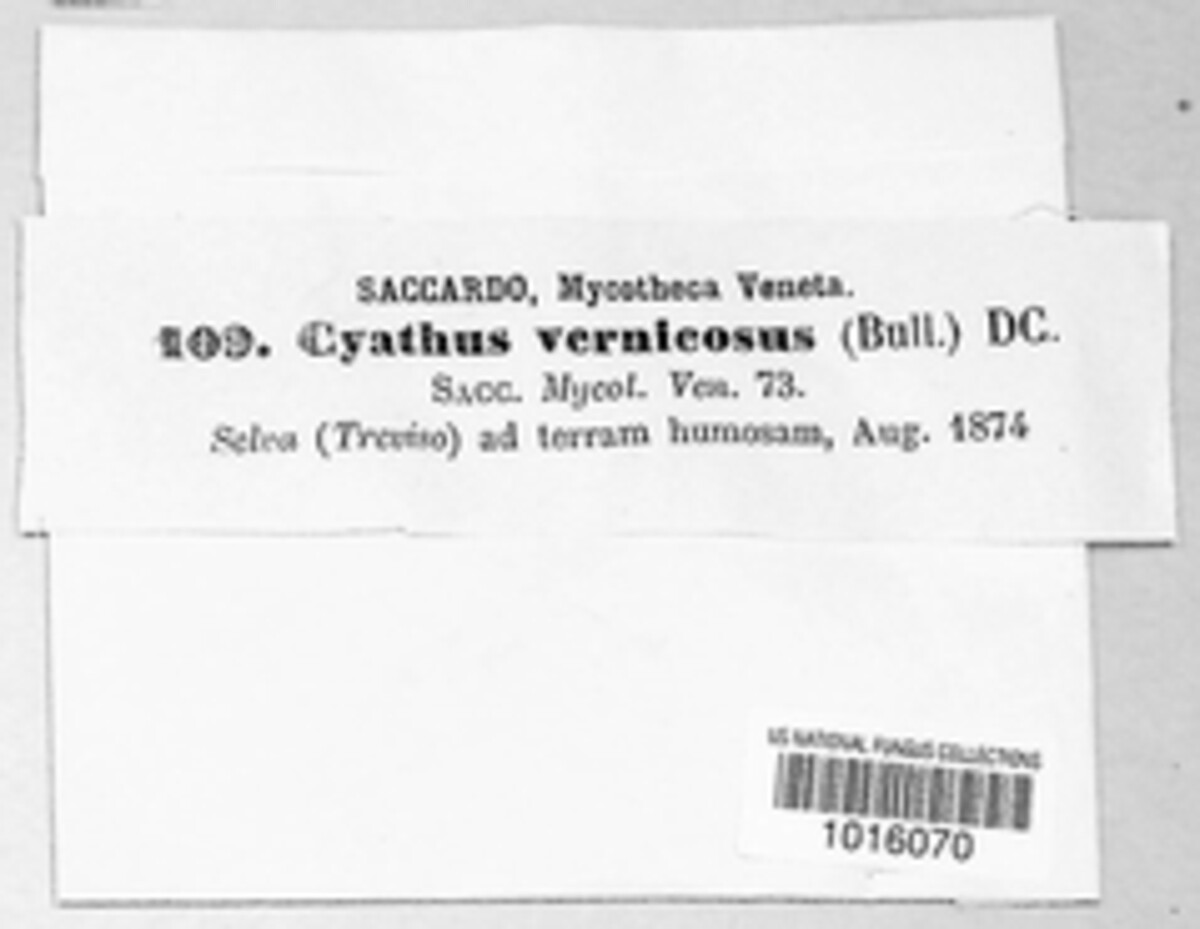 SACCARDO, Mycotheca Veneta.
109. Cyathus vernicosus (Bull.) DC.
SACC. Mycol. Ven. 73.
Selva (Treviso) ad terram humosam, Aug. 1874
US NATIONAL FUNGUS COLLECTIONS
1016070